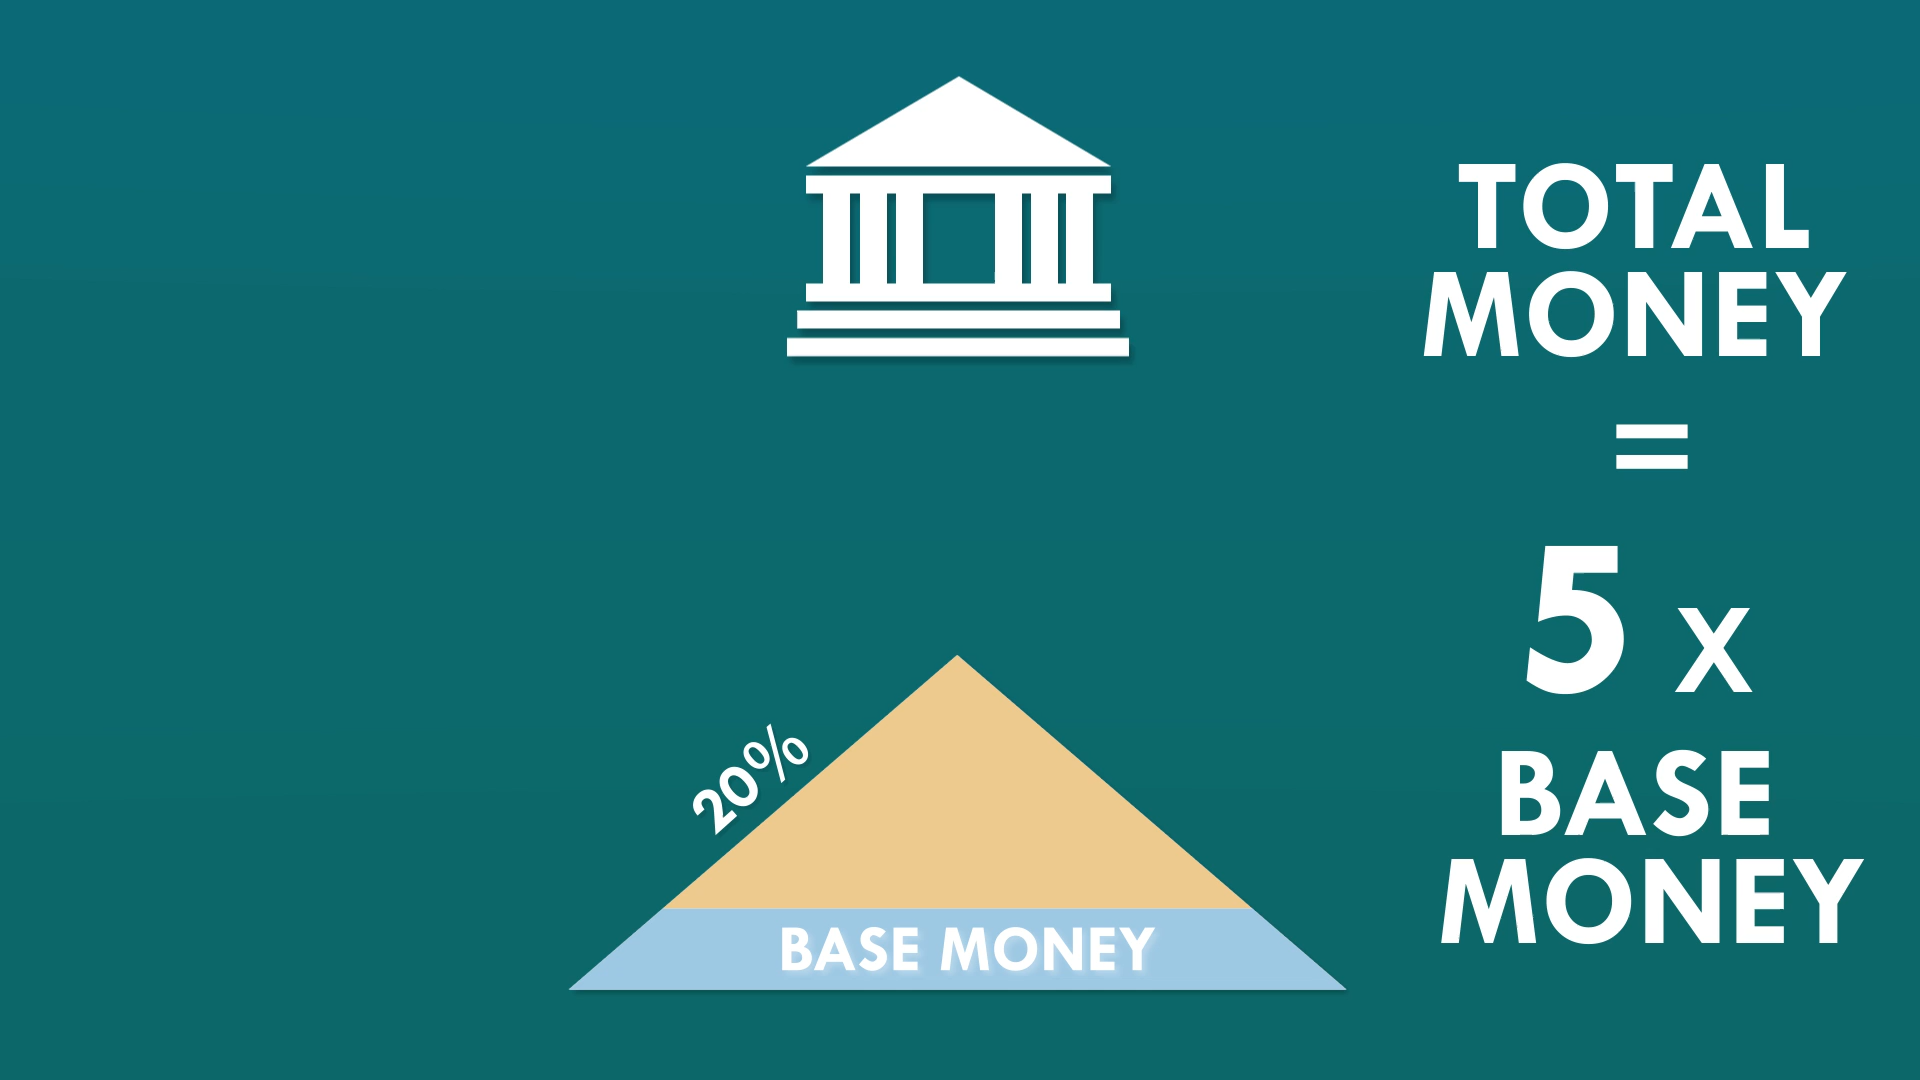 TOTAL
MONEY
=
5 X
BASE
MONEY
20%
BASE MONEY